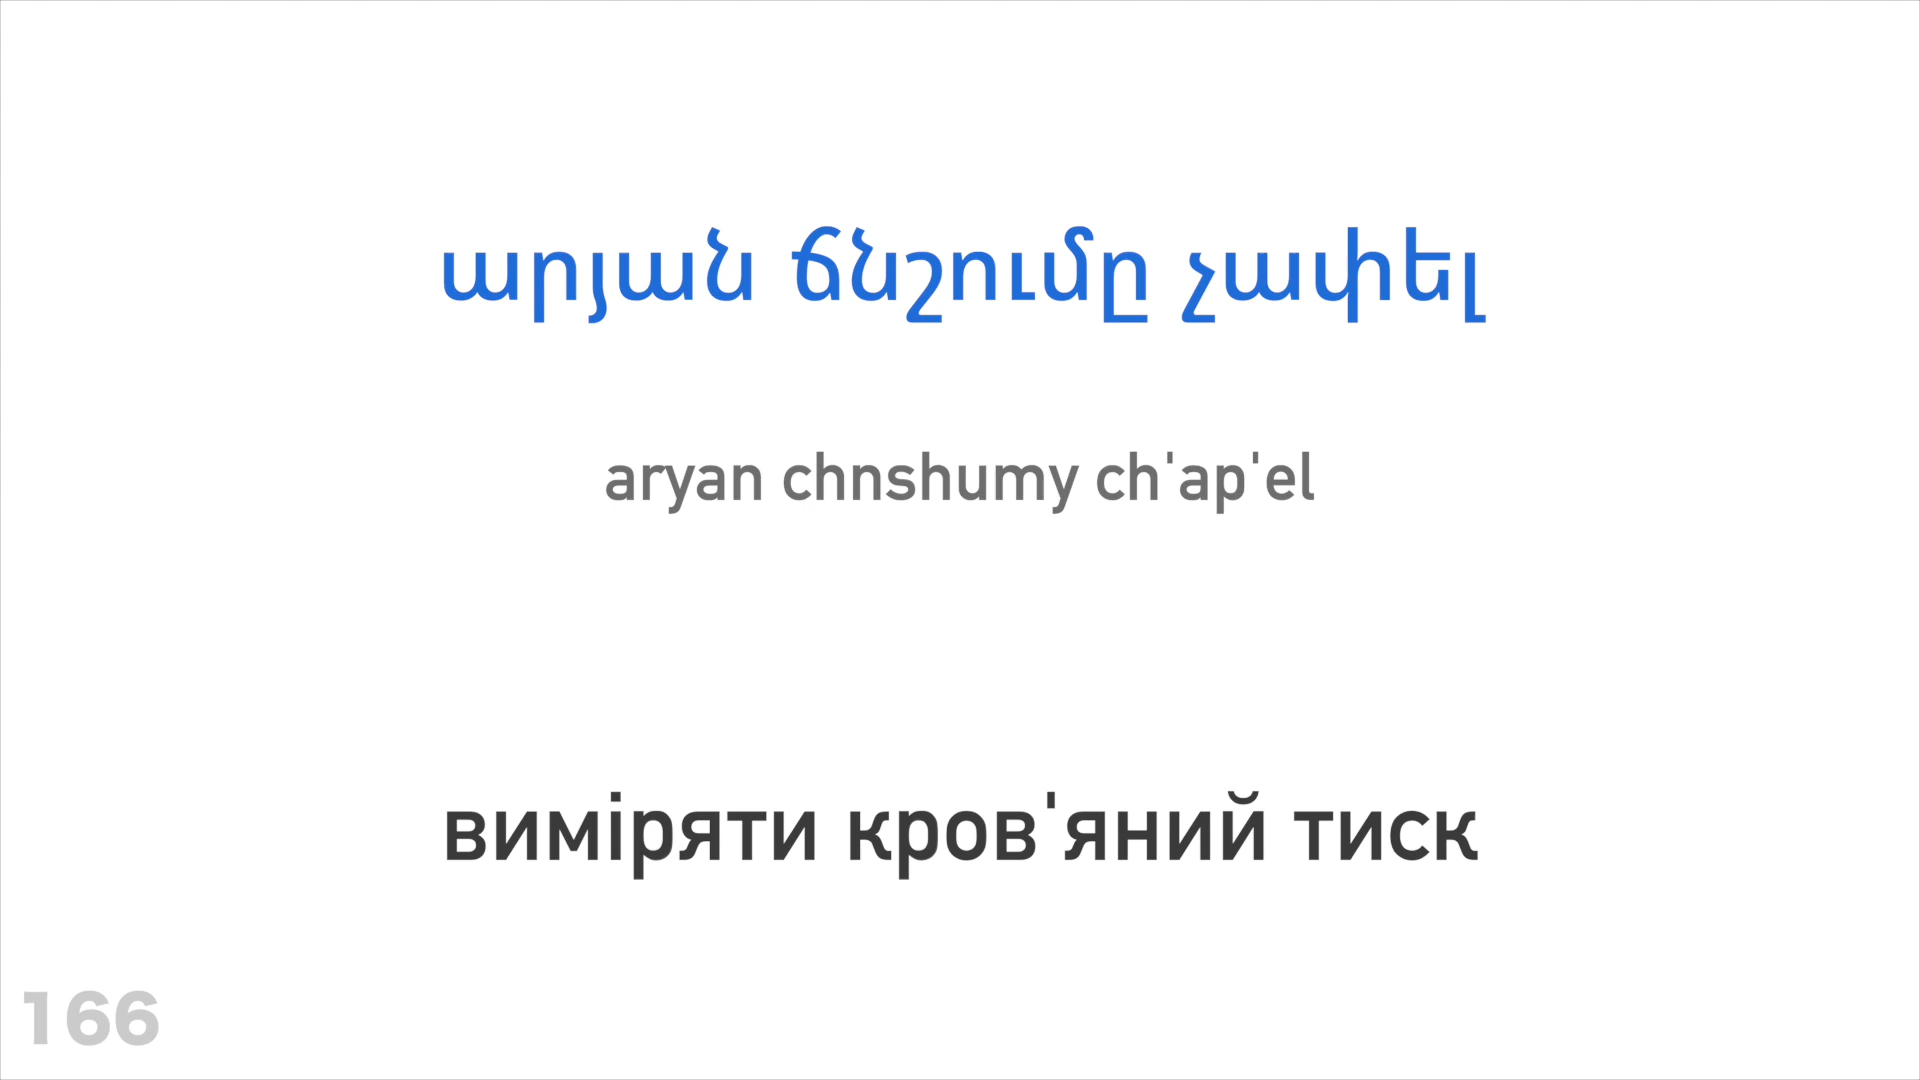 արյան ճնշումը չափել
aryan chnshumy ch'ap'el
виміряти кров'яний тиск
166